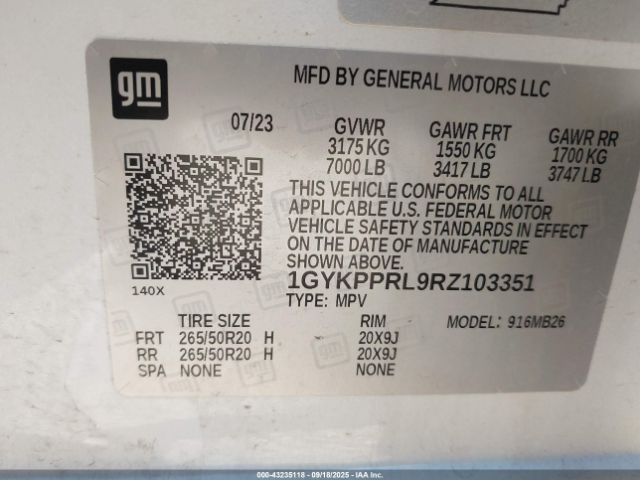 gm
MFD BY GENERAL MOTORS LLC
07/23 GVWR GAWR FRT GAWR RR
3175 KG 1550 KG 1700 KG
7000 LB 3417 LB 3747 LB
THIS VEHICLE CONFORMS TO ALL
APPLICABLE U.S. FEDERAL MOTOR
VEHICLE SAFETY STANDARDS IN EFFECT
ON THE DATE OF MANUFACTURE
SHOWN ABOVE.
140X
1GYKPPRL9RZ103351
TYPE: MPV
TIRE SIZE RIM MODEL: 916MB26
FRT 265/50R20 H 20X9J
RR 265/50R20 H 20X9J
SPA NONE NONE
000-43235118 - 09/18/2025 - IAAI.com